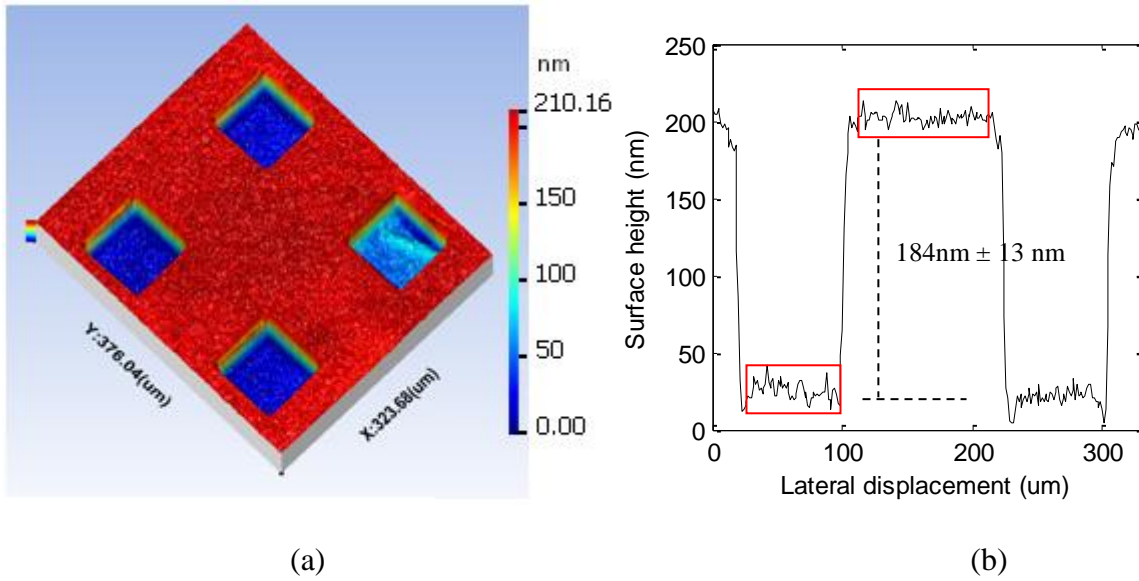 nm
210.16
150
100
50
0.00
Y:376.04(um)
X:323.68(um)
(a)
250
200
150
100
50
0
Surface height (nm)
184nm ± 13 nm
0
100
200
300
Lateral displacement (um)
(b)